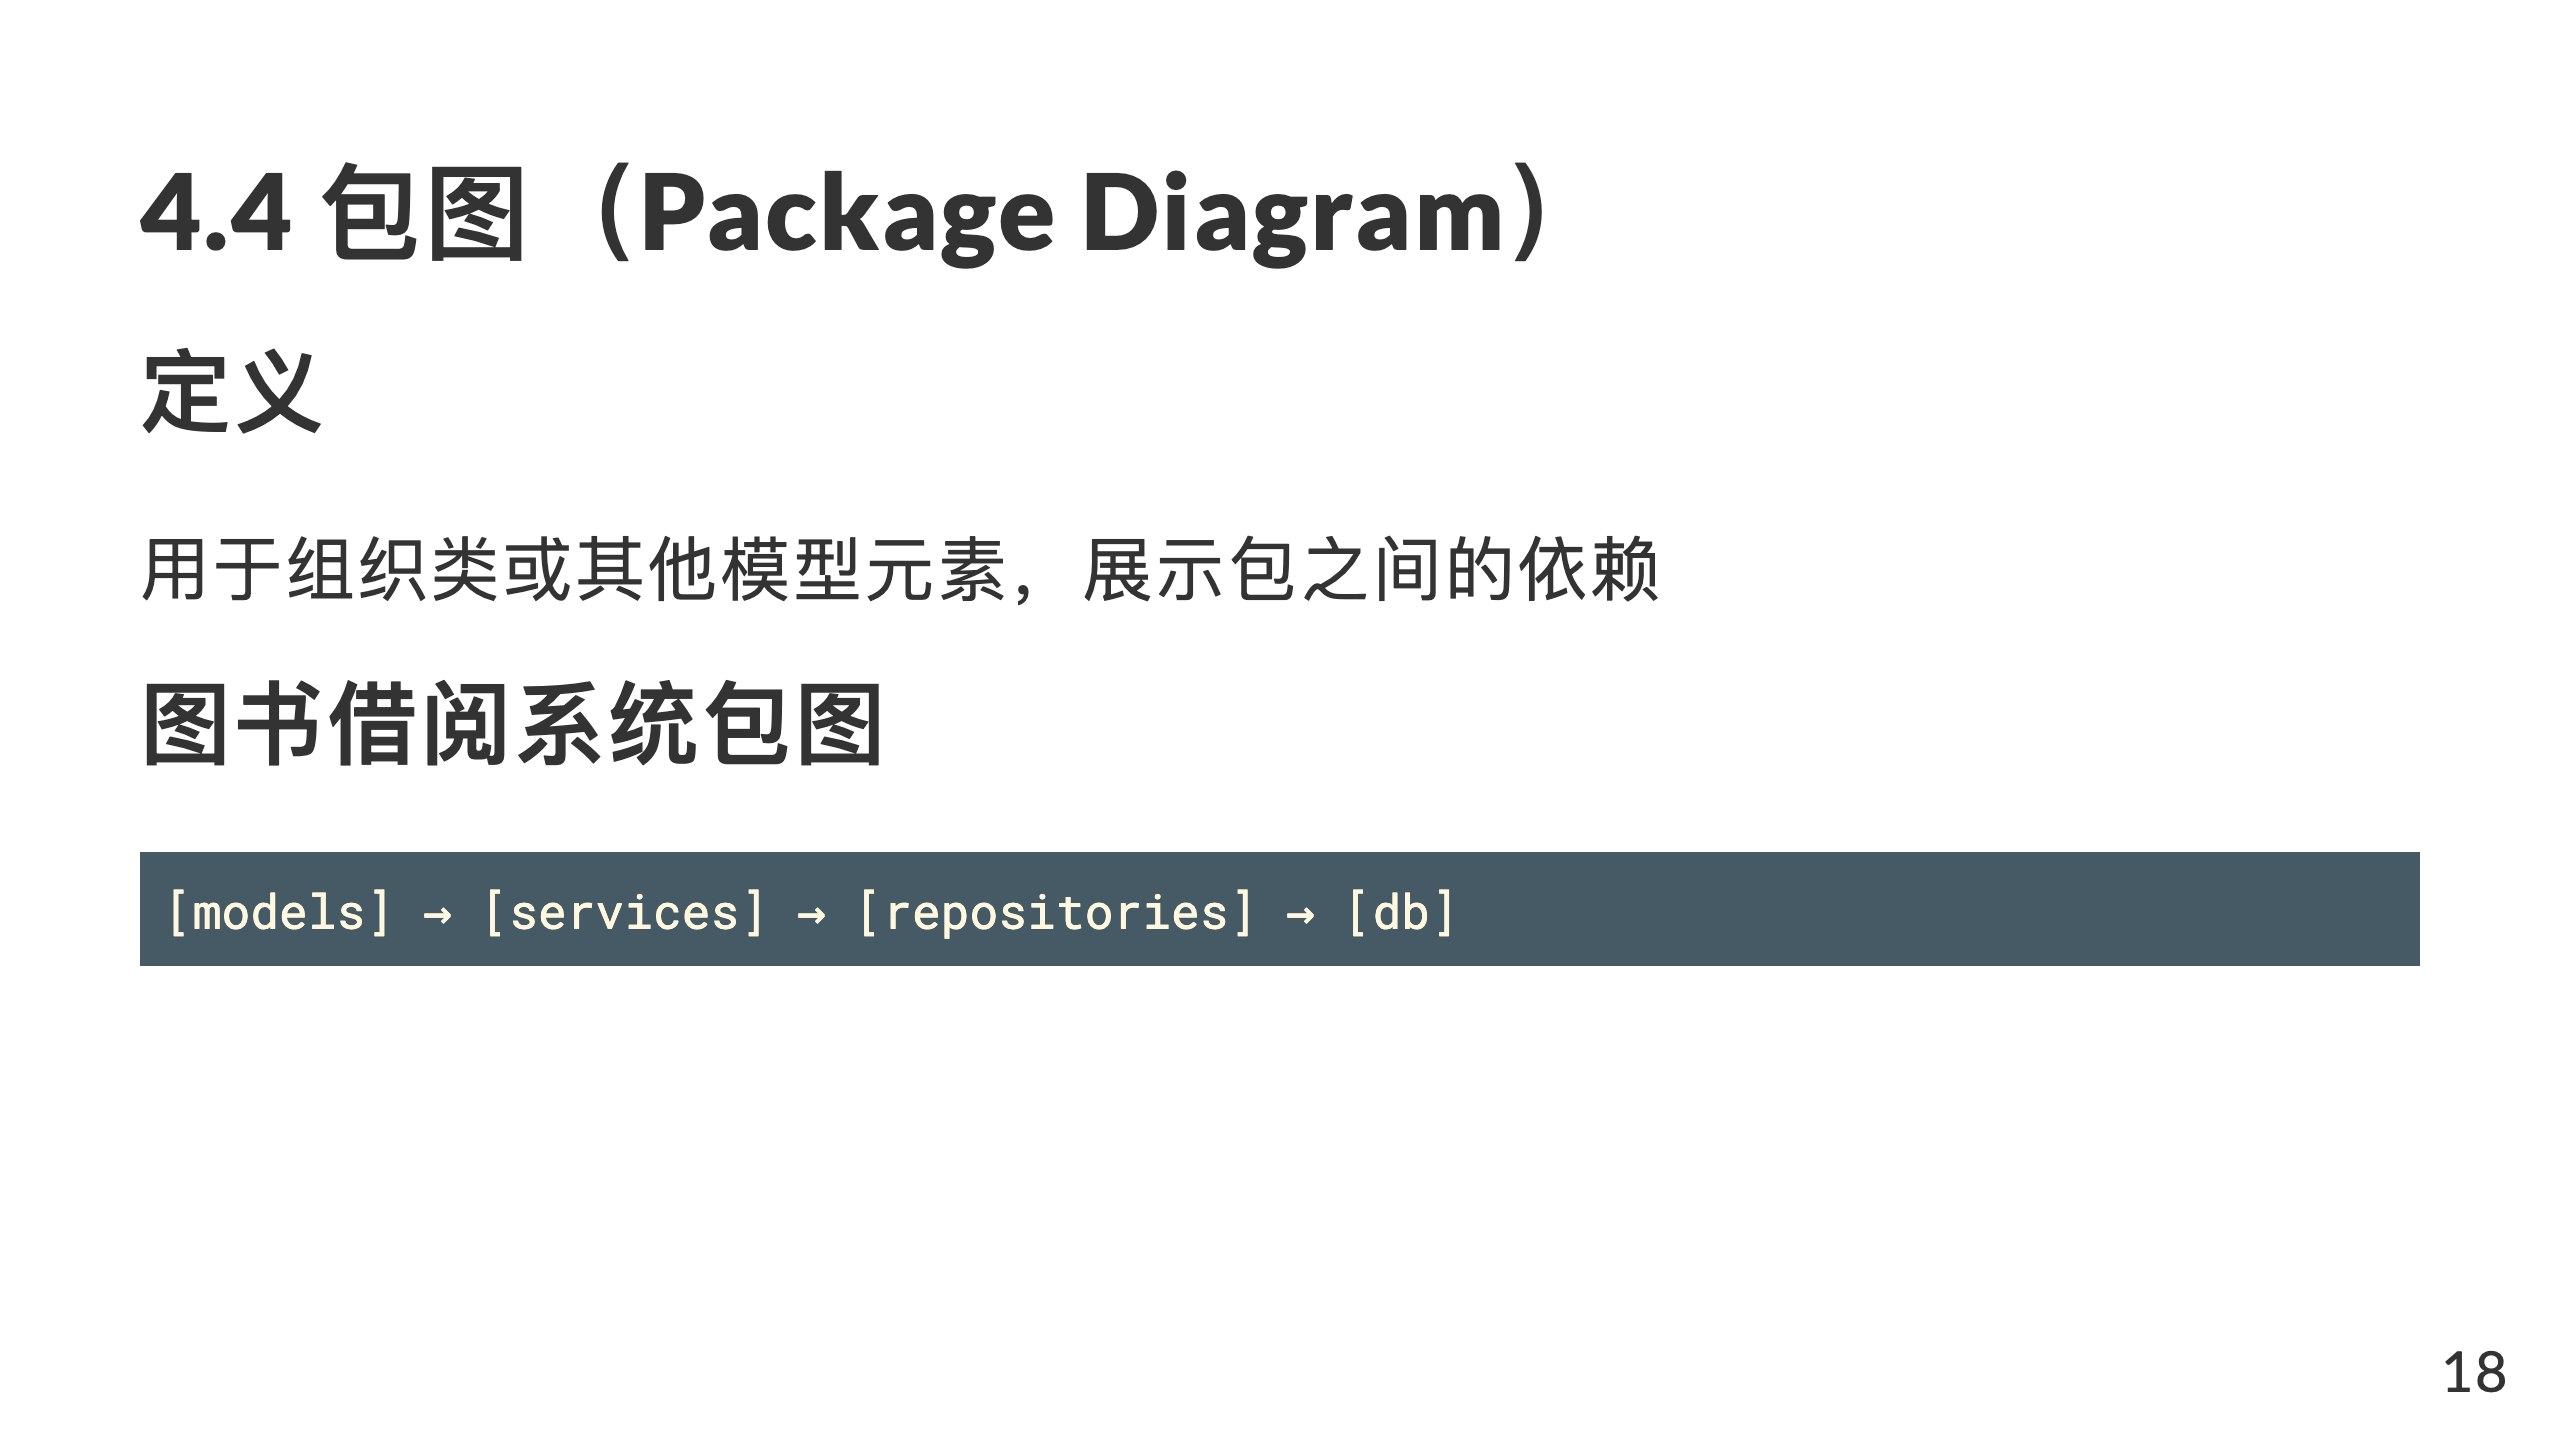 4.4 包图（Package Diagram）
定义
用于组织类或其他模型元素，展示包之间的依赖
图书借阅系统包图
[models] → [services] → [repositories] → [db]
18